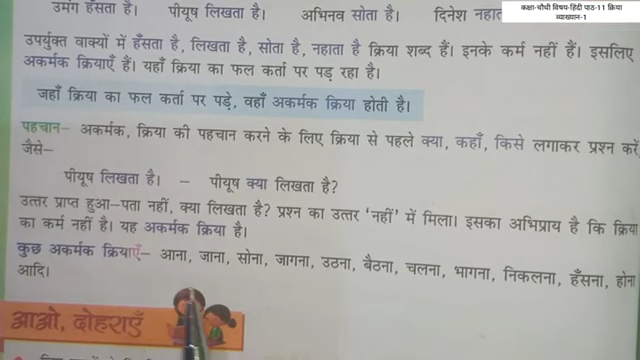 कक्षा-चौथी विषय-हिंदी पाठ-11 क्रिया
व्याख्यान-1
उमंग हँसता है। पीयूष लिखता है। अभिनव सोता है। दिनेश नहाता
उपर्युक्त वाक्यों में हँसता है, लिखता है, सोता है, नहाता है क्रिया शब्द हैं। इनके कर्म नहीं हैं। इसलिए
अकर्मक क्रियाएँ हैं। यहाँ क्रिया का फल कर्ता पर पड़ रहा है।
जहाँ क्रिया का फल कर्ता पर पड़े, वहाँ अकर्मक क्रिया होती है।
पहचान– अकर्मक, क्रिया की पहचान करने के लिए क्रिया से पहले क्या, कहाँ, किसे लगाकर प्रश्न करें
जैसे–
पीयूष लिखता है। – पीयूष क्या लिखता है?
उत्तर प्राप्त हुआ-पता नहीं, क्या लिखता है? प्रश्न का उत्तर 'नहीं' में मिला। इसका अभिप्राय है कि क्रिया
का कर्म नहीं है। यह अकर्मक क्रिया है।
कुछ अकर्मक क्रियाएँ– आना, जाना, सोना, जागना, उठना, बैठना, चलना, भागना, निकलना, हँसना, होना
आदि।
आओ, दोहराएँ